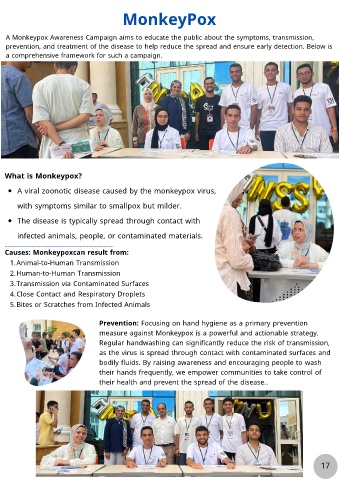 MonkeyPox
A Monkeypox Awareness Campaign aims to educate the public about the symptoms, transmission,
prevention, and treatment of the disease to help reduce the spread and ensure early detection. Below is
a comprehensive framework for such a campaign.
What is Monkeypox?
• A viral zoonotic disease caused by the monkeypox virus,
with symptoms similar to smallpox but milder.
• The disease is typically spread through contact with
infected animals, people, or contaminated materials.
Causes: Monkeypoxcan result from:
1.Animal-to-Human Transmission
2.Human-to-Human Transmission
3.Transmission via Contaminated Surfaces
4.Close Contact and Respiratory Droplets
5.Bites or Scratches from Infected Animals
Prevention: Focusing on hand hygiene as a primary prevention
measure against Monkeypox is a powerful and actionable strategy.
Regular handwashing can significantly reduce the risk of transmission,
as the virus is spread through contact with contaminated surfaces and
bodily fluids. By raising awareness and encouraging people to wash
their hands frequently, we empower communities to take control of
their health and prevent the spread of the disease..
17